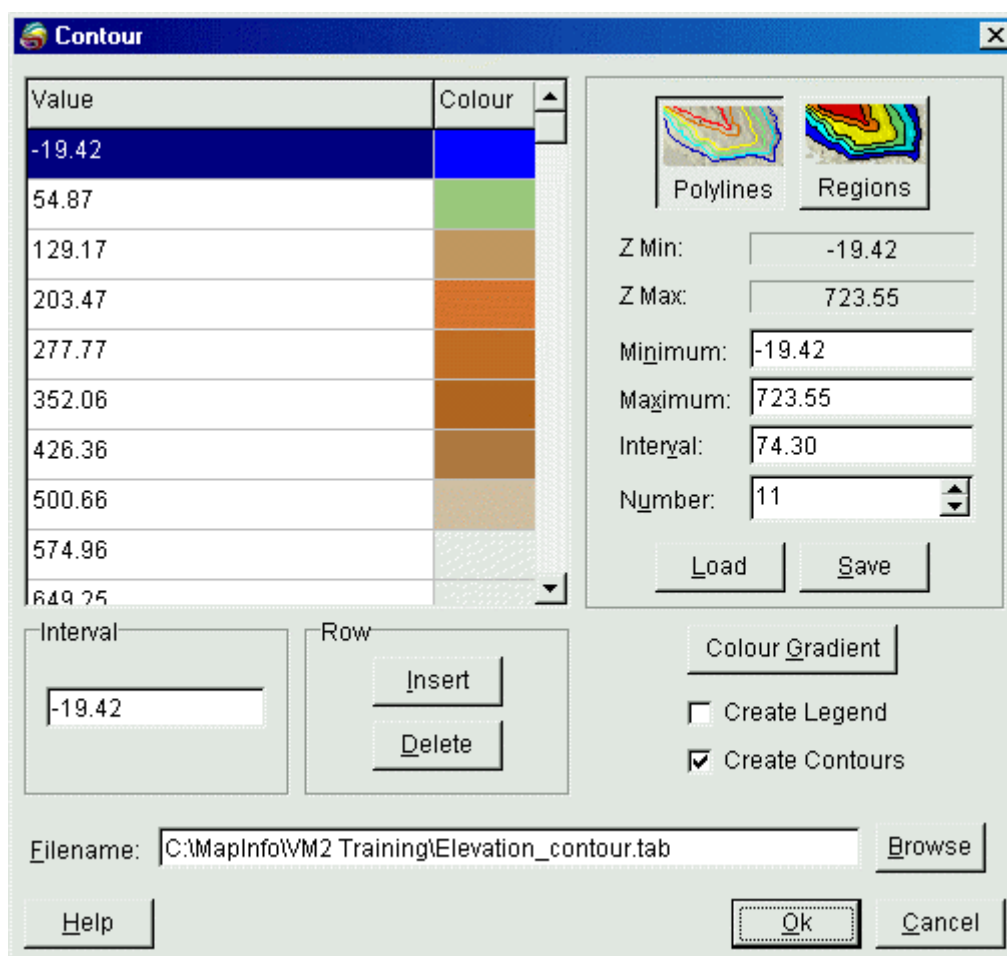 Contour
Value Colour
-19.42
54.87
129.17
203.47
277.77
352.06
426.36
500.66
574.96
649.25
Polylines Regions
Z Min: -19.42
Z Max: 723.55
Minimum: -19.42
Maximum: 723.55
Interval: 74.30
Number: 11
Load Save
Interval
-19.42
Row
Insert
Delete
Colour Gradient
Create Legend
Create Contours
Filename: C:\MapInfo\VM2 Training\Elevation_contour.tab Browse
Help Ok Cancel